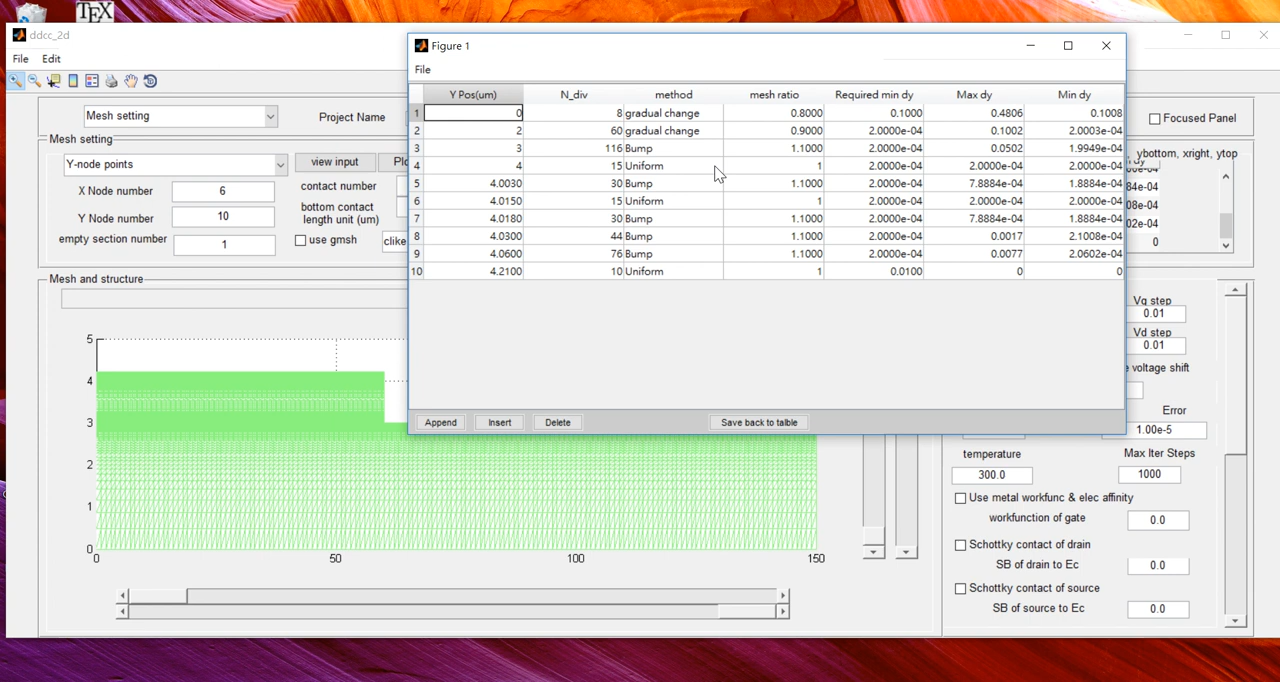 TEX
ddcc_2d
File Edit
Mesh setting
Project Name
Focused Panel
Mesh setting
Y-node points
view input
X Node number 6
contact number
Y Node number 10
bottom contact
length unit (um)
empty section number 1
use gmsh
clike
, ybottom, xright, ytop
84e-04
08e-04
02e-04
0
Figure 1
File
Y Pos(um) N_div method mesh ratio Required min dy Max dy Min dy
1 0 8 gradual change 0.8000 0.1000 0.4806 0.1008
2 2 60 gradual change 0.9000 2.0000e-04 0.1002 2.0003e-04
3 3 116 Bump 1.1000 2.0000e-04 0.0502 1.9949e-04
4 4 15 Uniform 1 2.0000e-04 2.0000e-04 2.0000e-04
5 4.0030 30 Bump 1.1000 2.0000e-04 7.8884e-04 1.8884e-04
6 4.0150 15 Uniform 1 2.0000e-04 2.0000e-04 2.0000e-04
7 4.0180 30 Bump 1.1000 2.0000e-04 7.8884e-04 1.8884e-04
8 4.0300 44 Bump 1.1000 2.0000e-04 0.0017 2.1008e-04
9 4.0600 76 Bump 1.1000 2.0000e-04 0.0077 2.0602e-04
10 4.2100 10 Uniform 1 0.0100 0 0
Append Insert Delete Save back to talble
Mesh and structure
5
4
3
2
1
0
0 50 100 150
Vg step
0.01
Vd step
0.01
e voltage shift
Error
1.00e-5
temperature Max Iter Steps
300.0 1000
Use metal workfunc & elec affinity
workfunction of gate 0.0
Schottky contact of drain
SB of drain to Ec 0.0
Schottky contact of source
SB of source to Ec 0.0